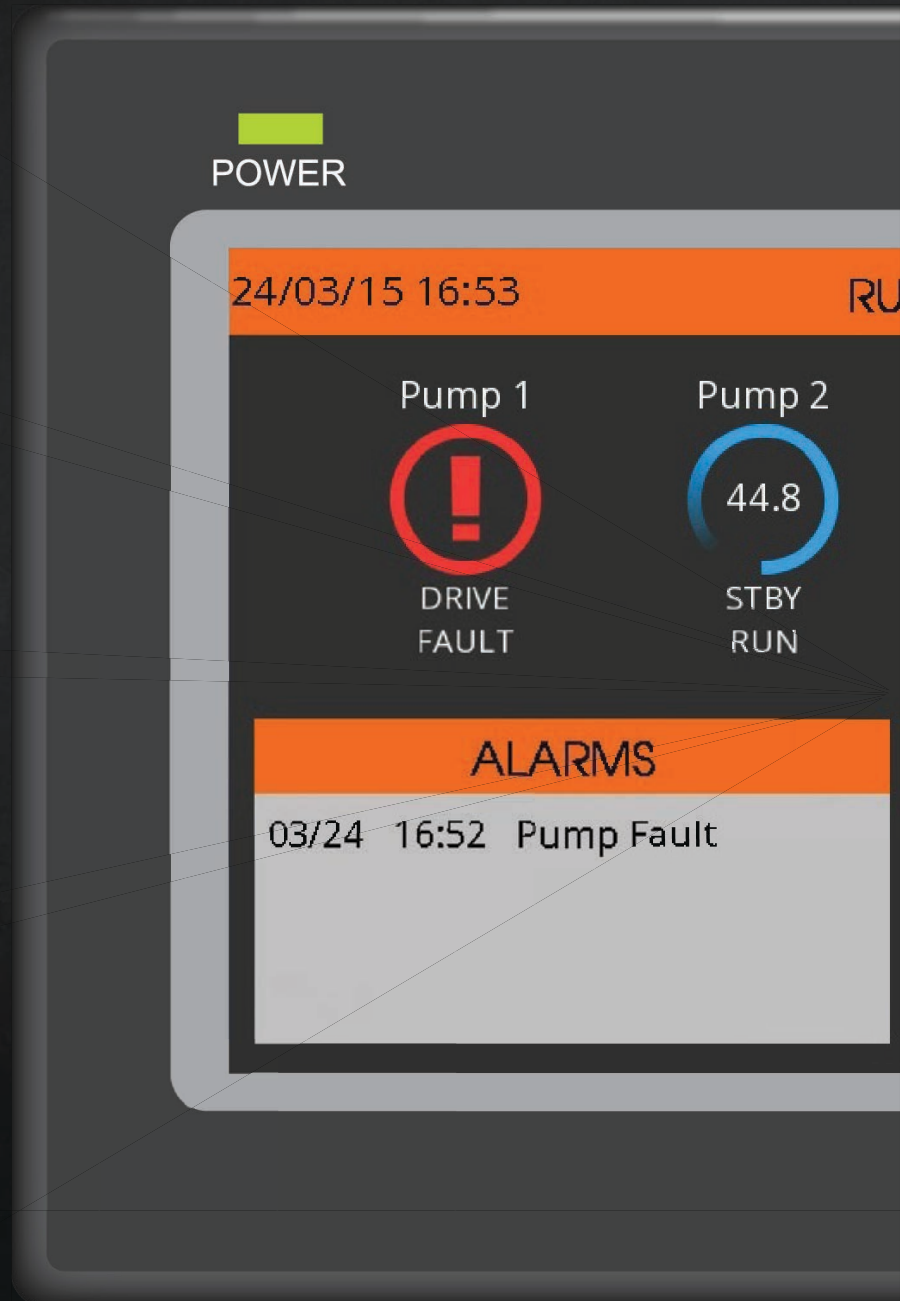 POWER
24/03/15 16:53
Pump 1
Pump 2
44.8
DRIVE
FAULT
STBY
RUN
ALARMS
03/24 16:52 Pump Fault